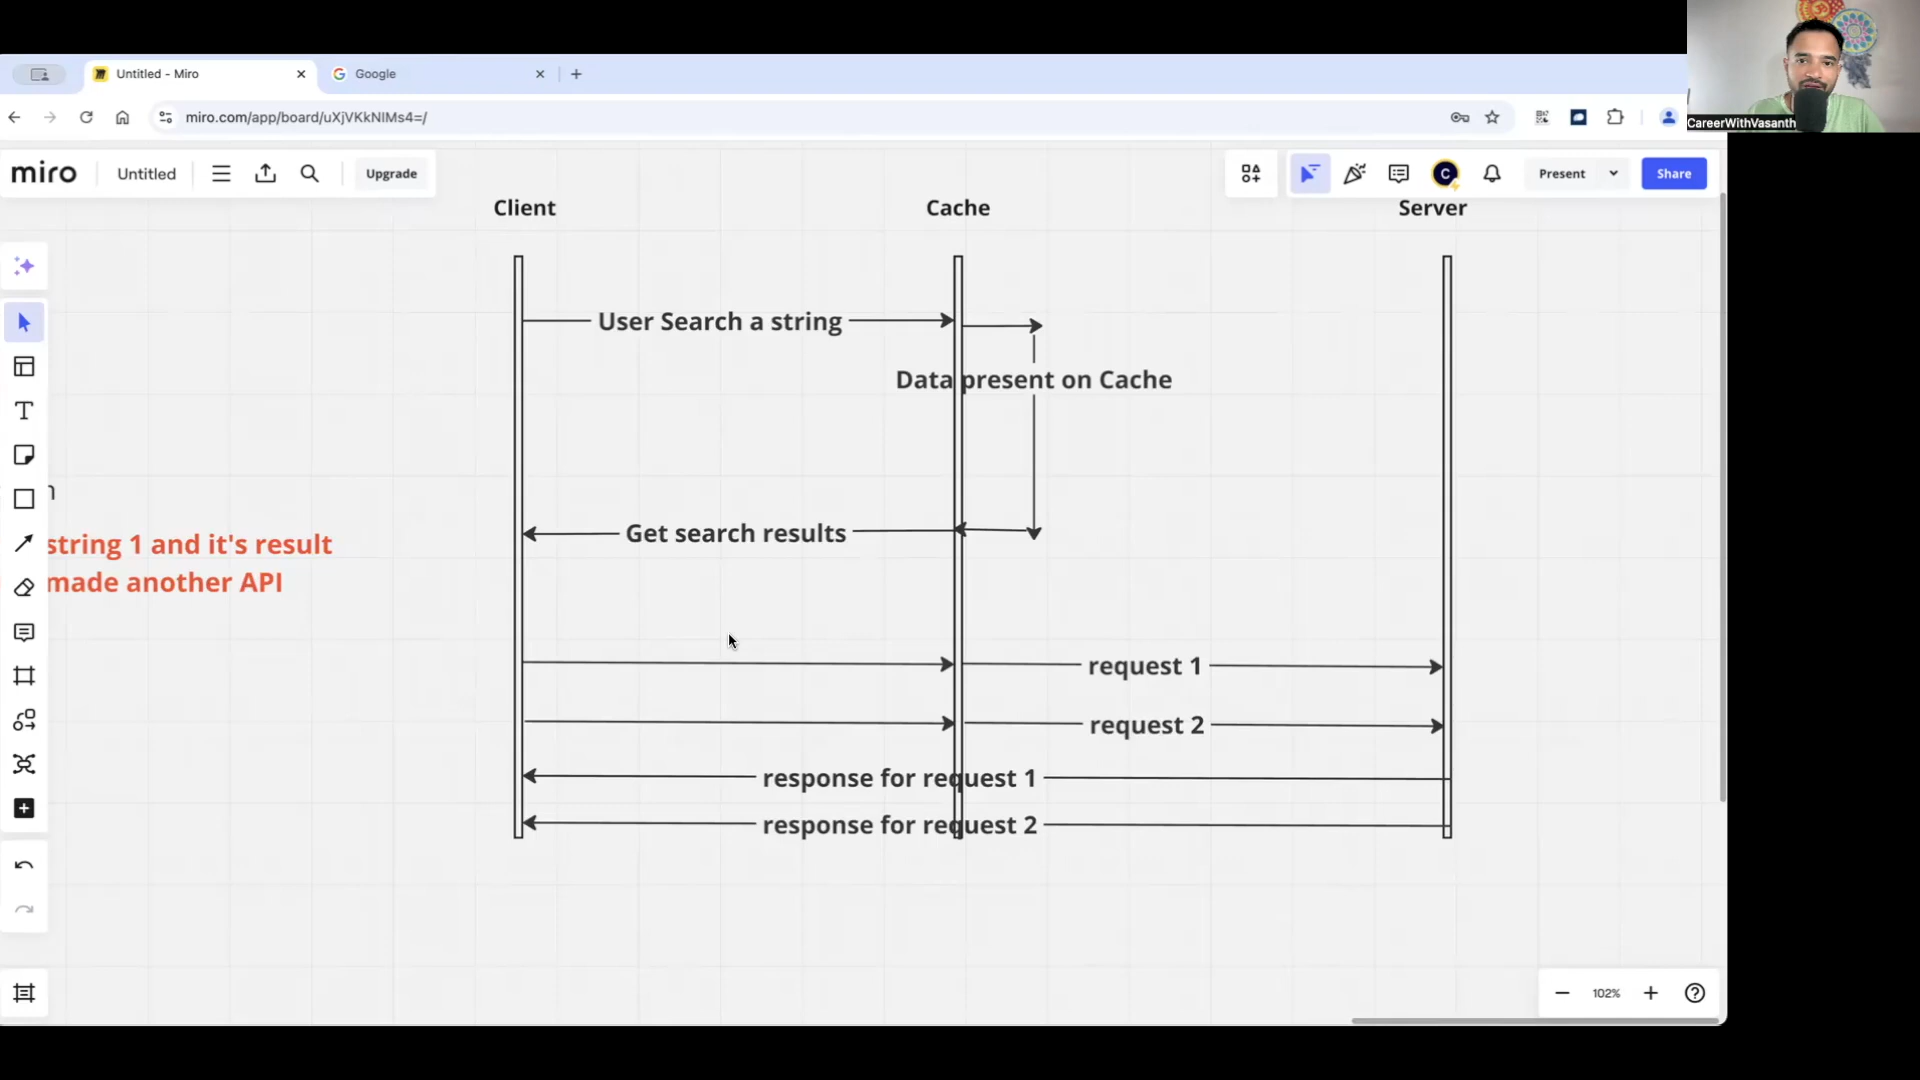 Untitled - Miro
Google
miro.com/app/board/uXjVKkNIMs4=/
CareerWithVasanth
miro
Untitled
Upgrade
C
Present
Share
Client
Cache
Server
User Search a string
Data present on Cache
Get search results
n
string 1 and it's result
made another API
request 1
request 2
response for request 1
response for request 2
102%